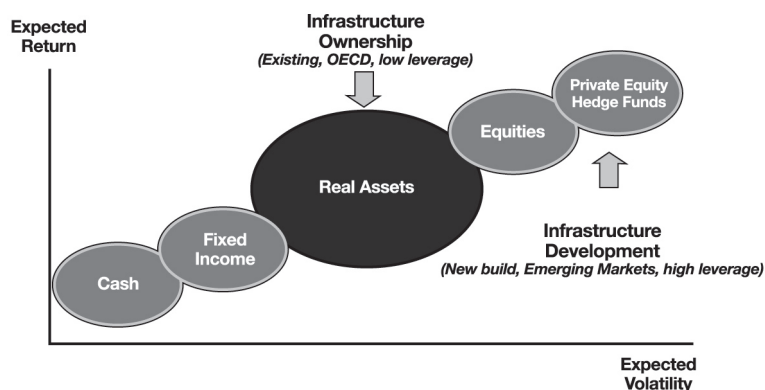 Expected
Return
Infrastructure
Ownership
(Existing, OECD, low leverage)
Private Equity
Hedge Funds
Equities
Real Assets
Fixed
Income
Cash
Infrastructure
Development
(New build, Emerging Markets, high leverage)
Expected
Volatility